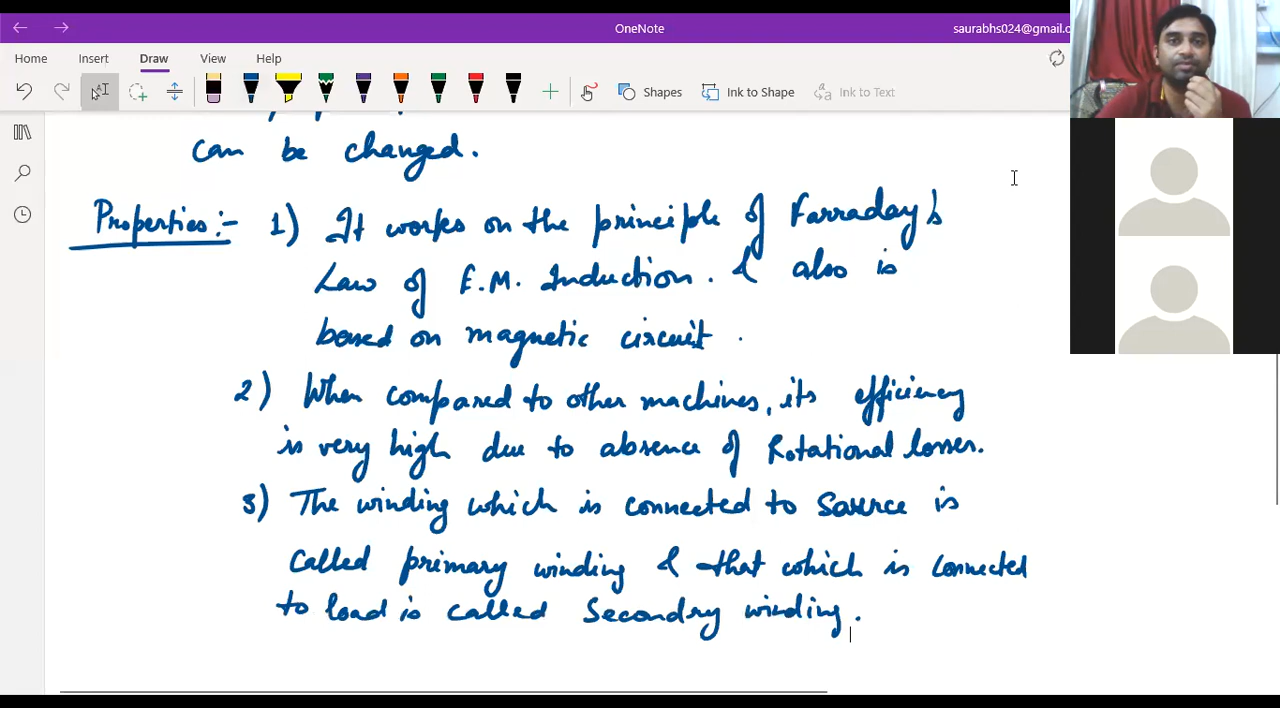 OneNote
saurabhs024@gmail.c
Home Insert Draw View Help
Shapes Ink to Shape Ink to Text
can be changed.
Properties:- 1) It works on the principle of Farraday's
Law of E.M. Induction. & also is
based on magnetic circuit.
2) When compared to other machines, its efficiency
is very high due to absence of Rotational losses.
3) The winding which is connected to Source is
called primary winding & that which is connected
to load is called Secondry winding.